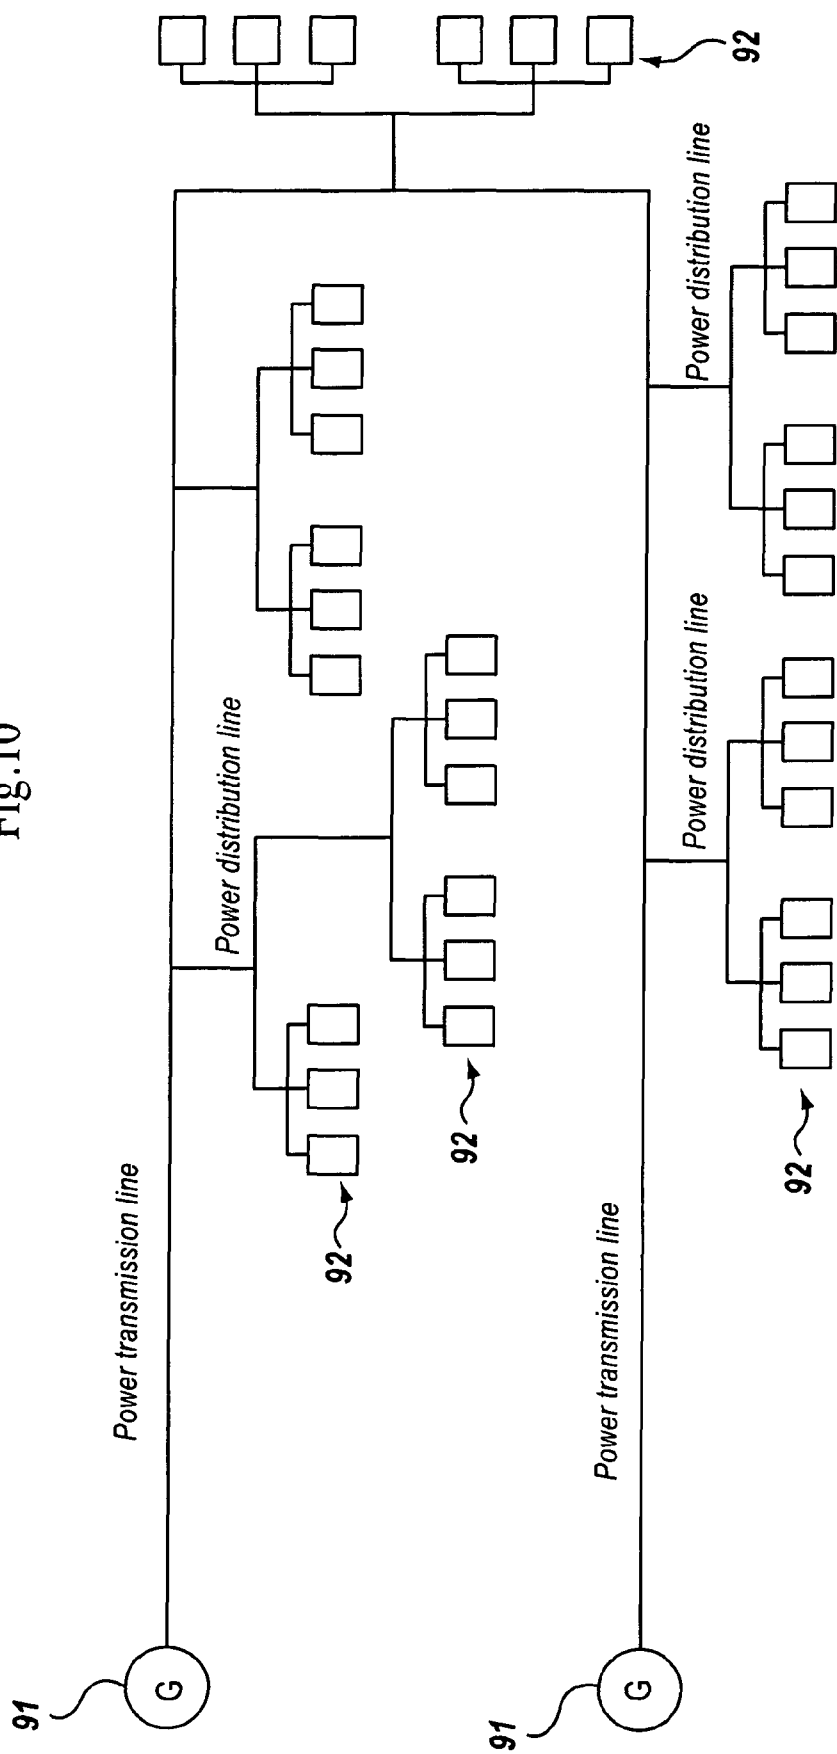 Fig.10
91
Power transmission line
G
Power distribution line
92
92
91
Power transmission line
G
Power distribution line
Power distribution line
92
92